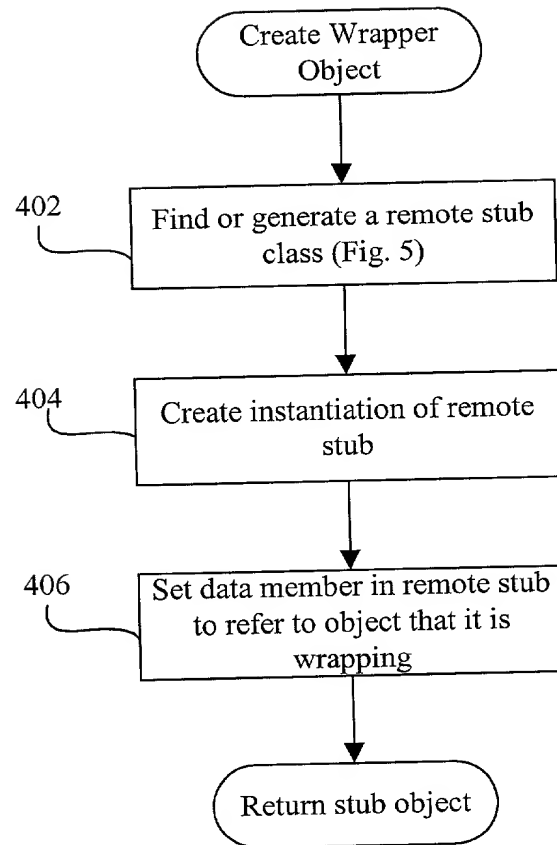 Create Wrapper
Object
402
Find or generate a remote stub
class (Fig. 5)
404
Create instantiation of remote
stub
406
Set data member in remote stub
to refer to object that it is
wrapping
Return stub object